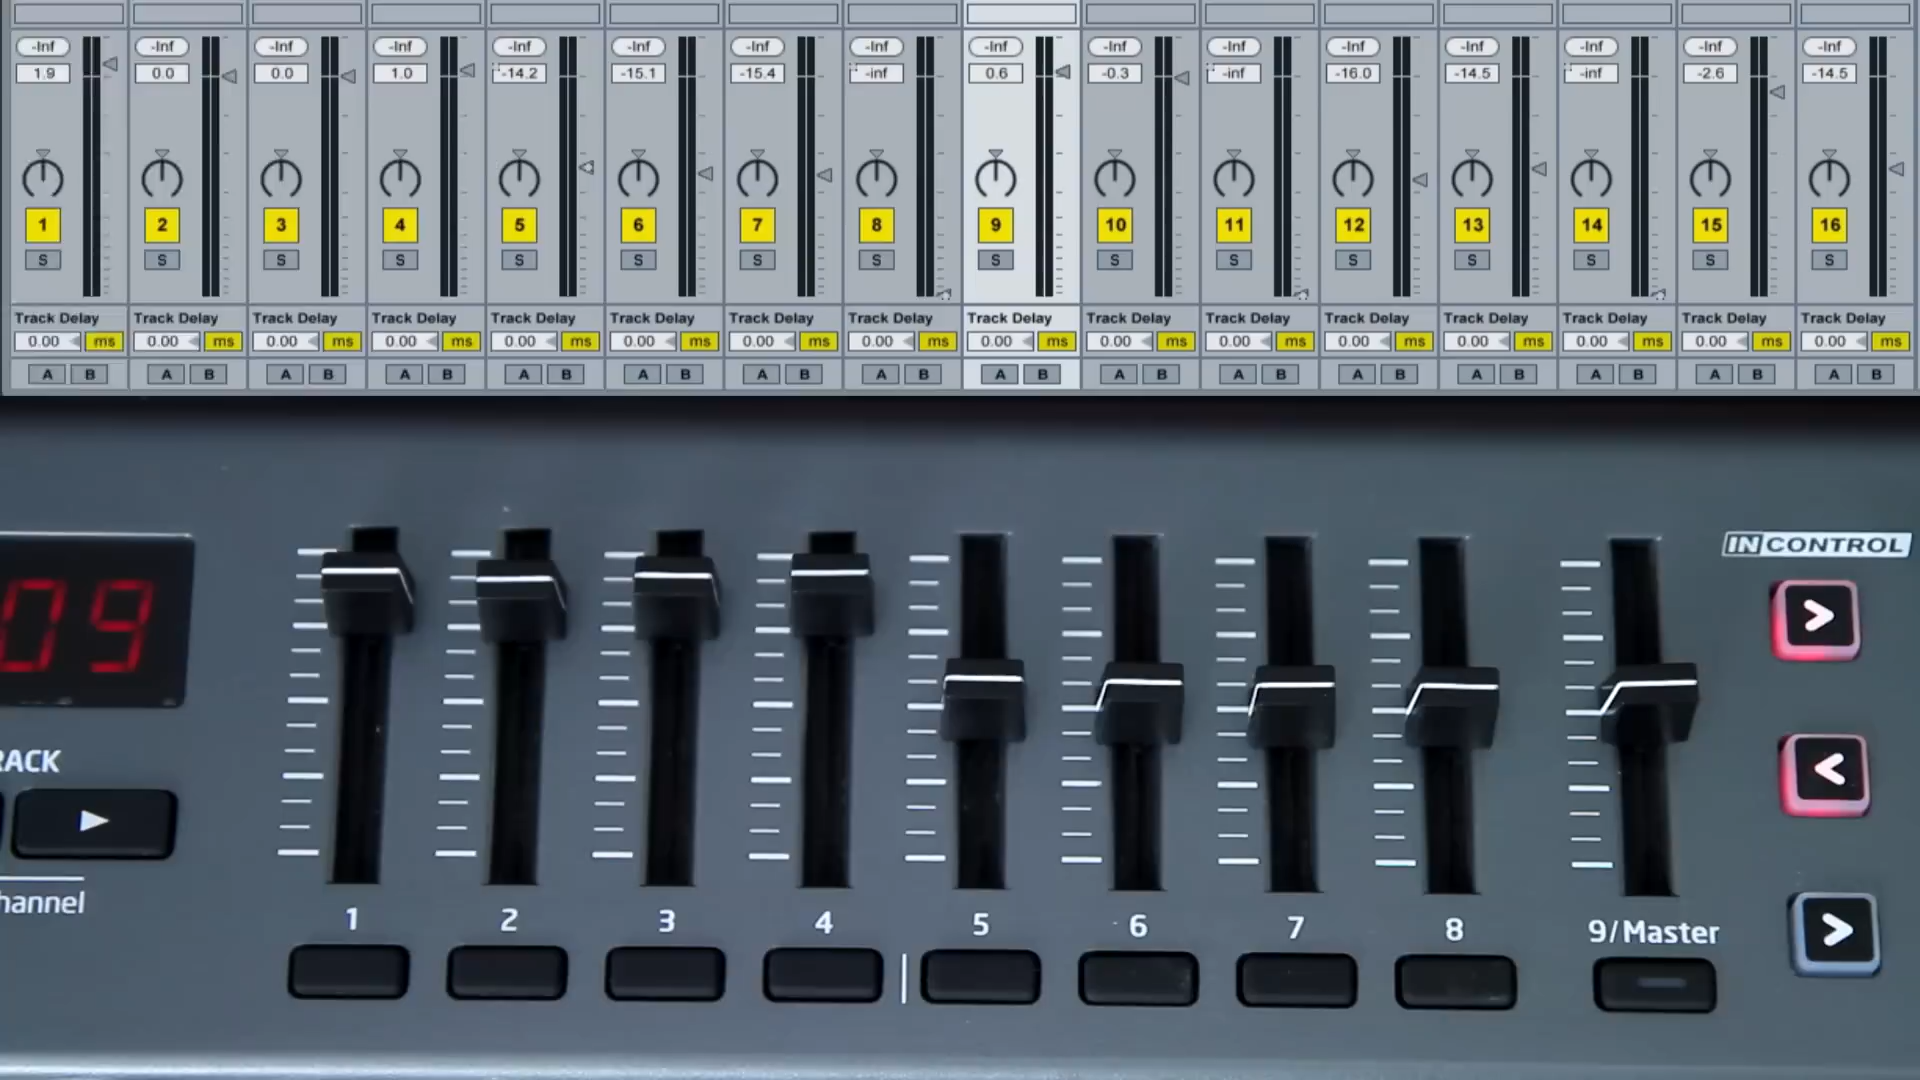 -Inf -Inf -Inf -Inf -Inf -Inf -Inf -Inf -Inf -Inf -Inf -Inf -Inf -Inf -Inf -Inf
1.9 0.0 0.0 1.0 -14.2 -15.1 -15.4 -inf 0.6 -0.3 -inf -16.0 -14.5 -inf -2.6 -14.5
1 2 3 4 5 6 7 8 9 10 11 12 13 14 15 16
S S S S S S S S S S S S S S S S
Track Delay Track Delay Track Delay Track Delay Track Delay Track Delay Track Delay Track Delay Track Delay Track Delay Track Delay Track Delay Track Delay Track Delay Track Delay Track Delay
0.00 ms 0.00 ms 0.00 ms 0.00 ms 0.00 ms 0.00 ms 0.00 ms 0.00 ms 0.00 ms 0.00 ms 0.00 ms 0.00 ms 0.00 ms 0.00 ms 0.00 ms 0.00 ms
A B A B A B A B A B A B A B A B A B A B A B A B A B A B A B A B
INCONTROL
09
RACK
hannel
1 2 3 4 5 6 7 8 9/Master